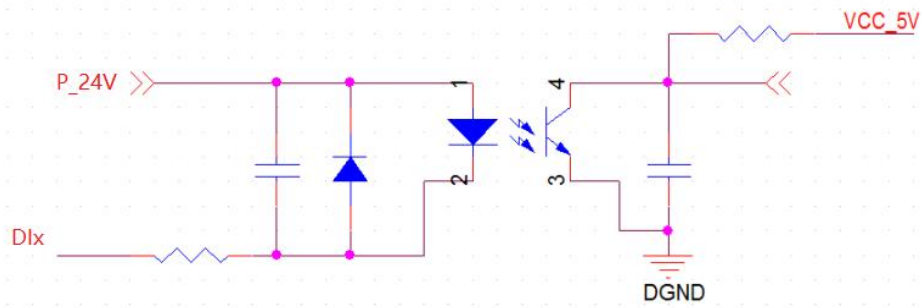 VCC_5V
P_24V
1
4
2
3
DIx
DGND